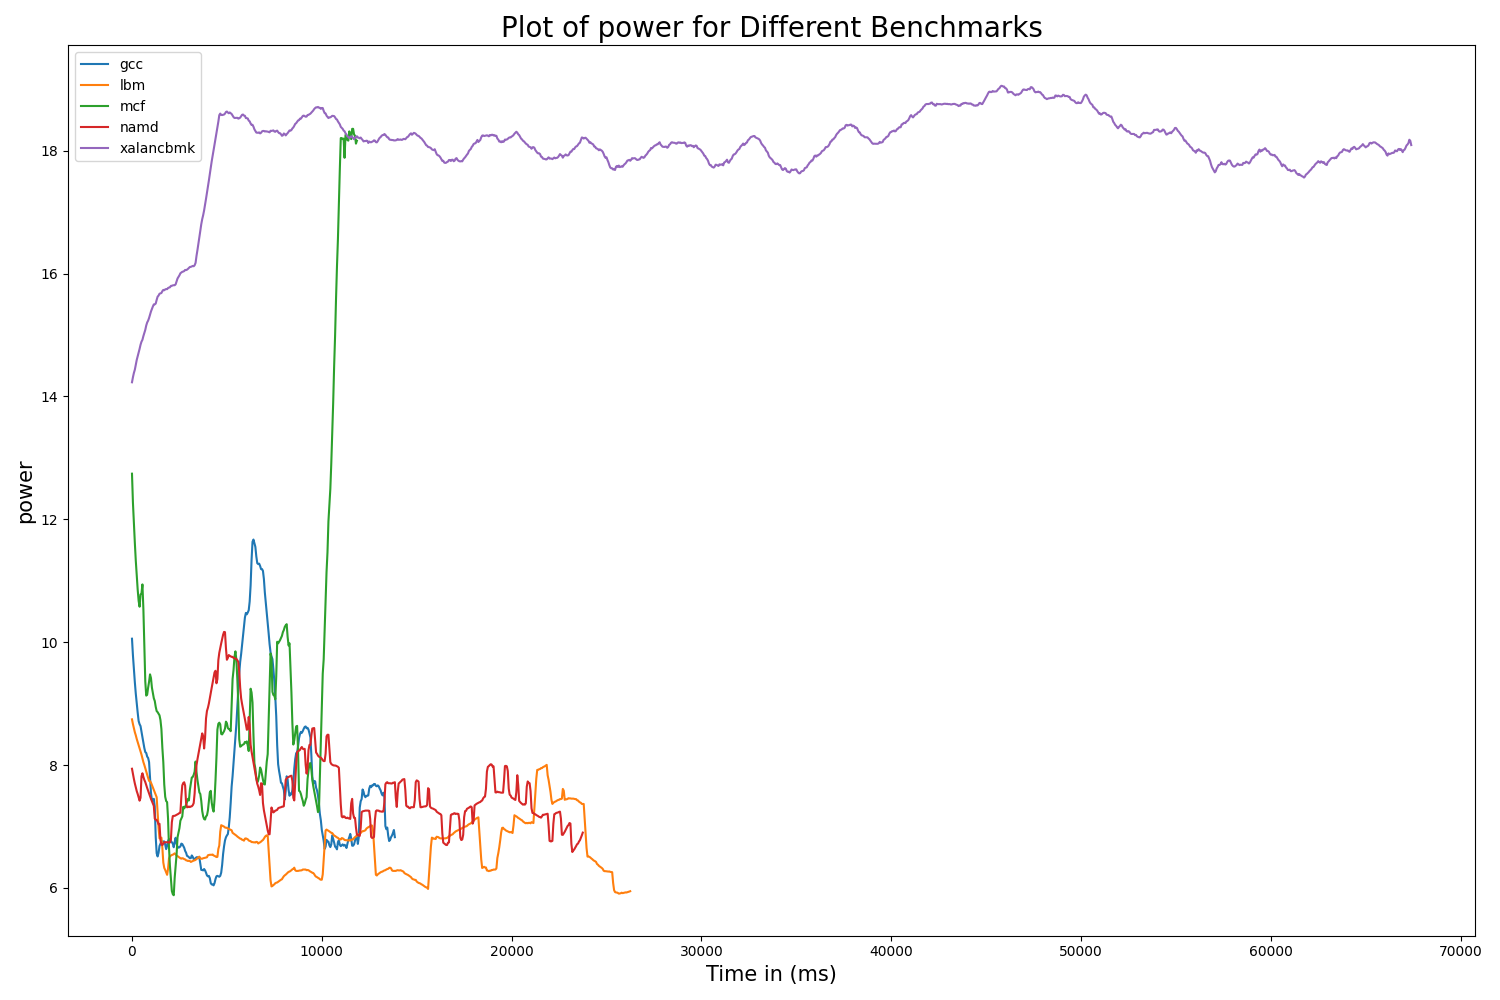 Plot of power for Different Benchmarks
gcc
lbm
mcf
namd
xalancbmk
18
16
14
12
10
8
6
power
0
10000
20000
30000
40000
50000
60000
70000
Time in (ms)